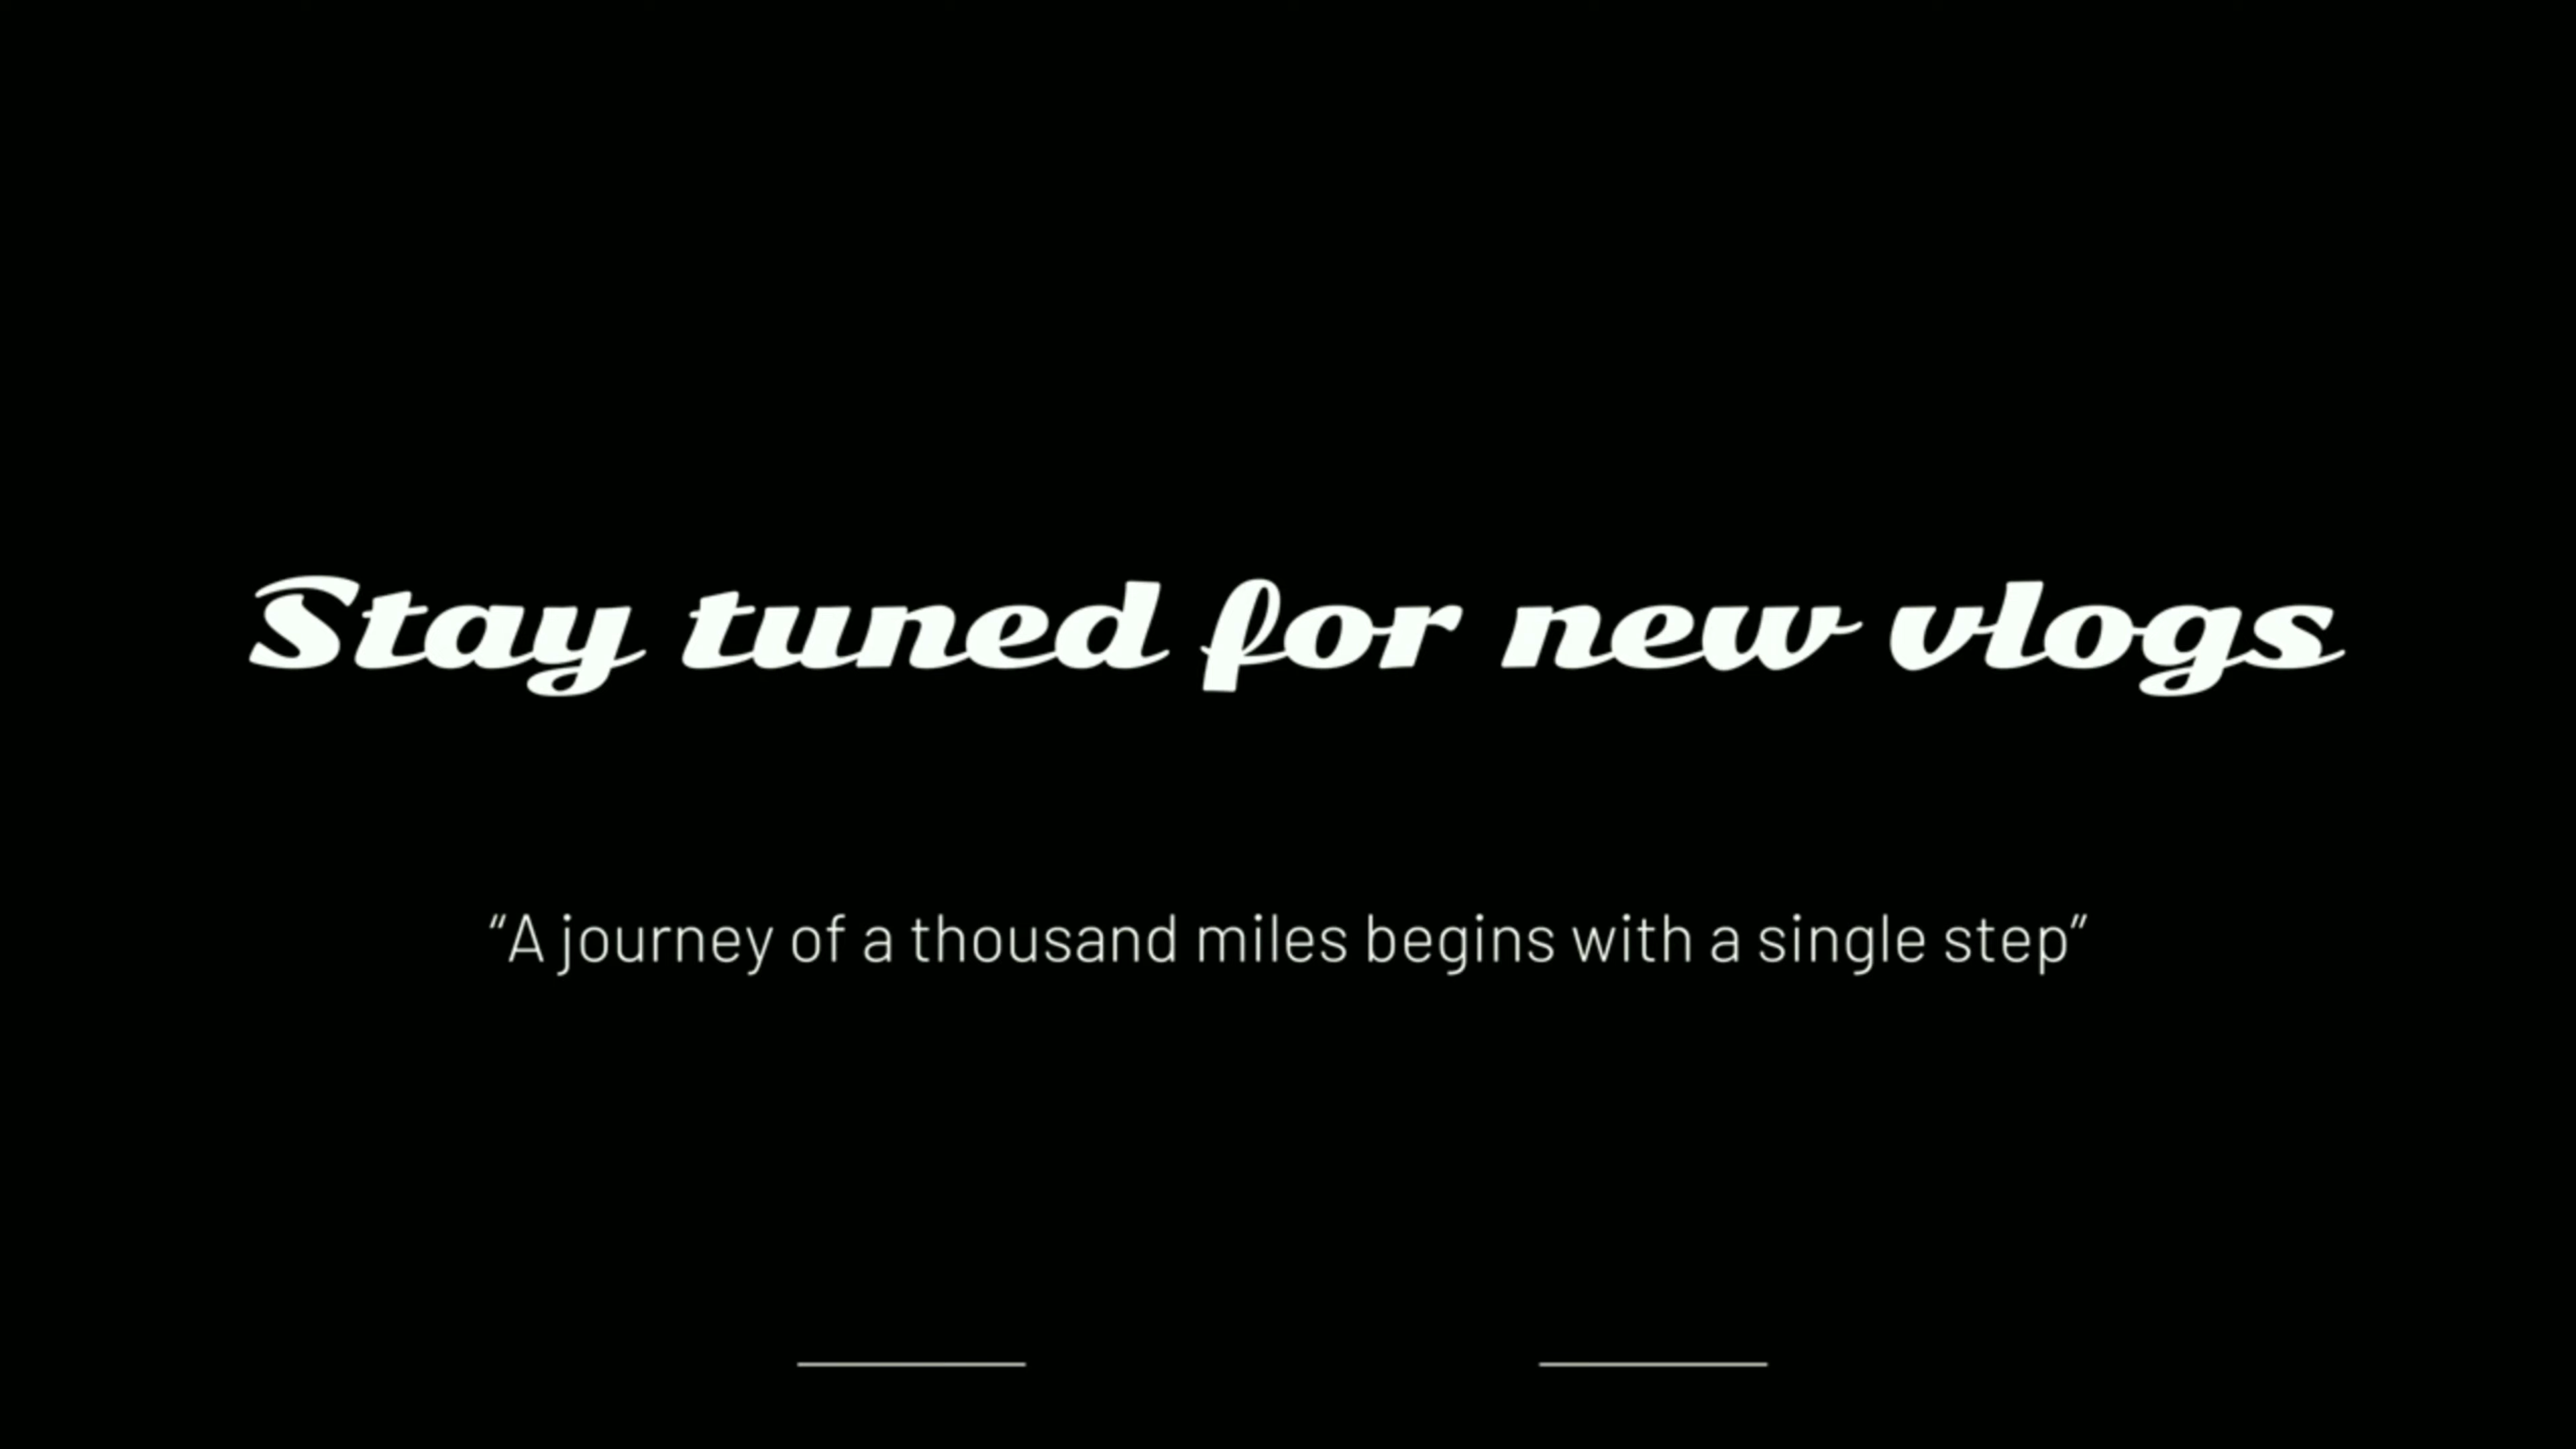 Stay tuned for new vlogs
“A journey of a thousand miles begins with a single step”